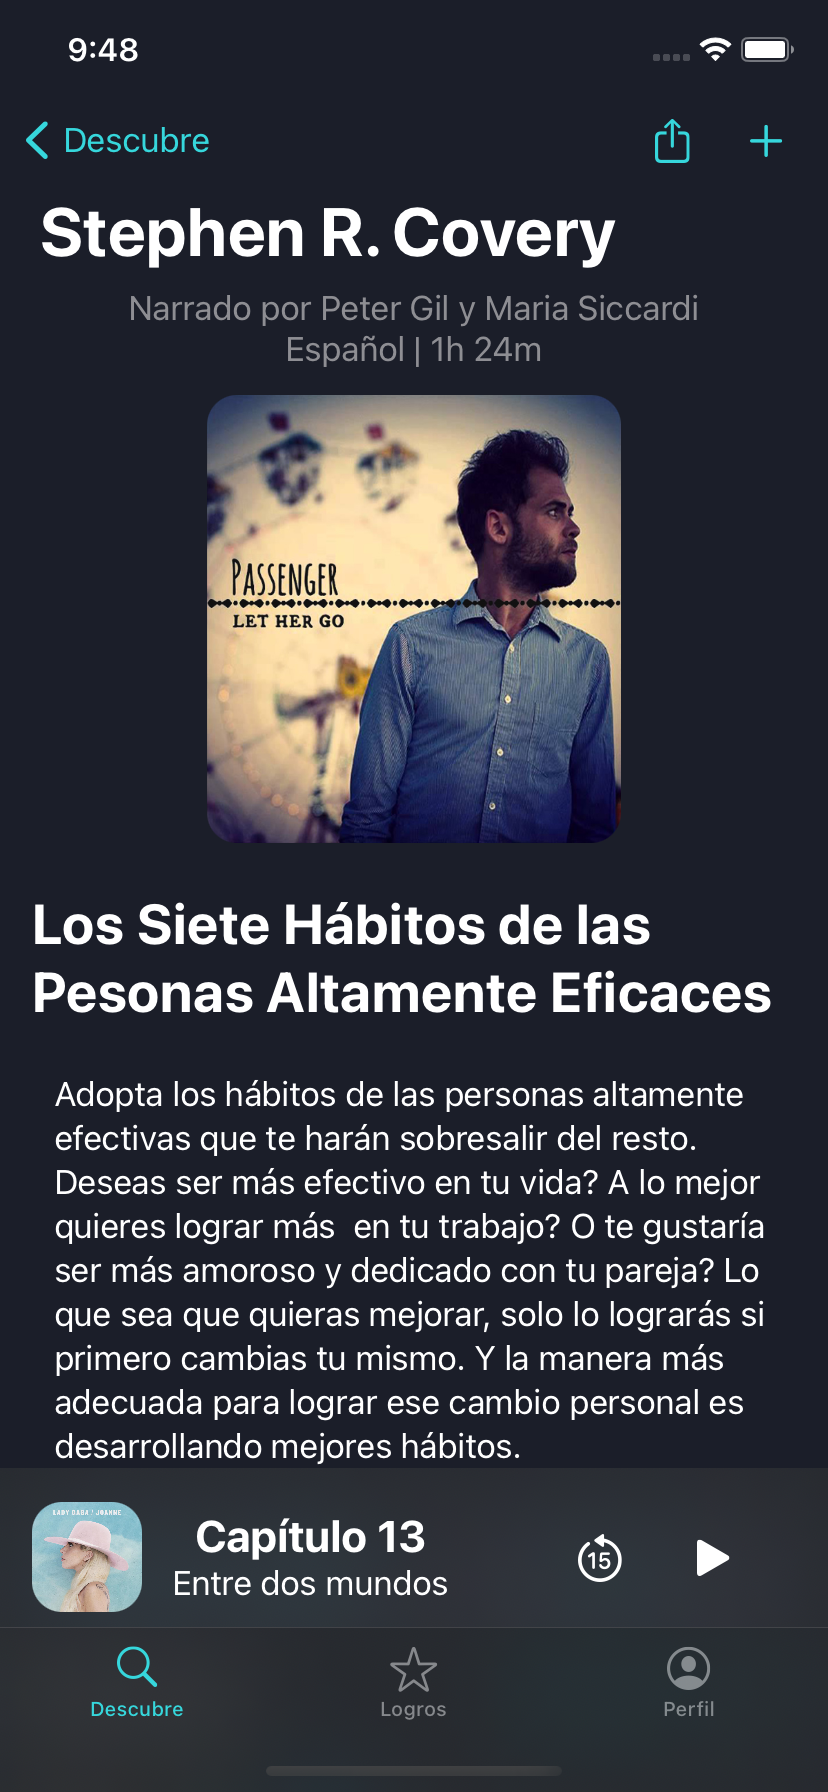 9:48
Descubre
Stephen R. Covery
Narrado por Peter Gil y Maria Siccardi
Español | 1h 24m
PASSENGER
LET HER GO
Los Siete Hábitos de las
Pesonas Altamente Eficaces
Adopta los hábitos de las personas altamente
efectivas que te harán sobresalir del resto.
Deseas ser más efectivo en tu vida? A lo mejor
quieres lograr más  en tu trabajo? O te gustaría
ser más amoroso y dedicado con tu pareja? Lo
que sea que quieras mejorar, solo lo lograrás si
primero cambias tu mismo. Y la manera más
adecuada para lograr ese cambio personal es
desarrollando mejores hábitos.
LADY GAGA / JOANNE
Capítulo 13
Entre dos mundos
15
Descubre
Logros
Perfil